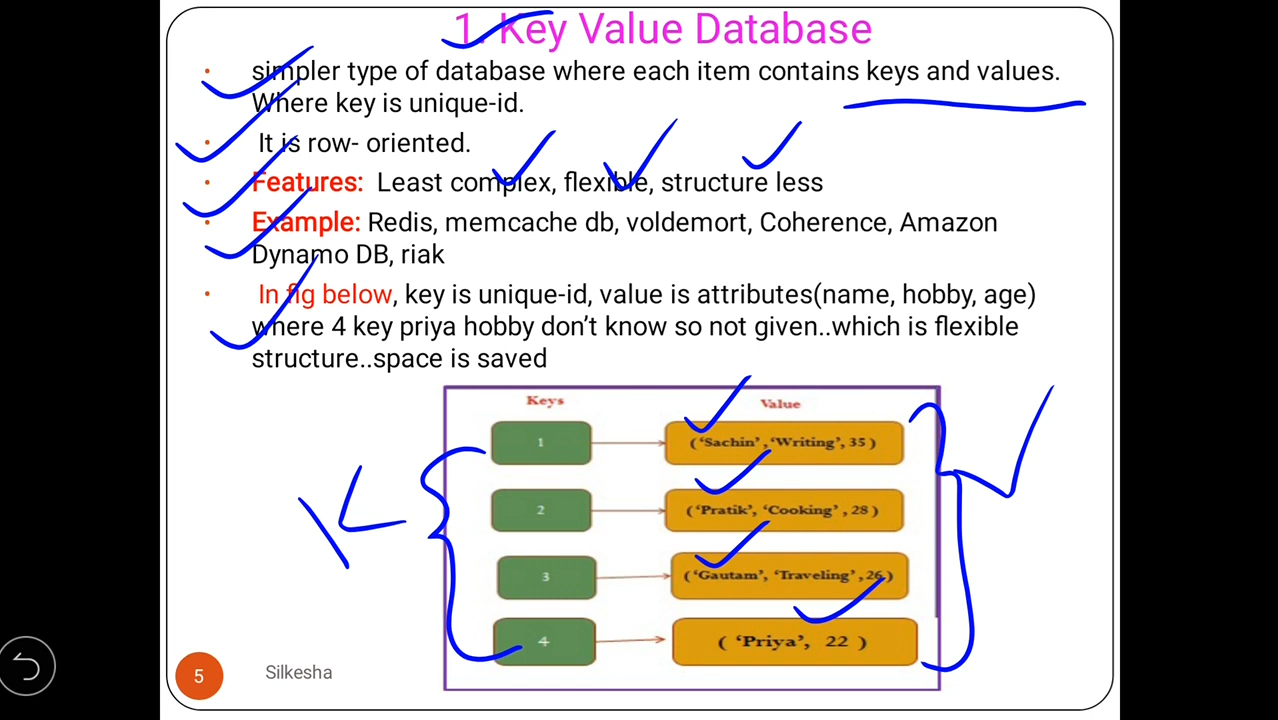 1. Key Value Database
• simpler type of database where each item contains keys and values.
Where key is unique-id.
• It is row- oriented.
• Features: Least complex, flexible, structure less
• Example: Redis, memcache db, voldemort, Coherence, Amazon
Dynamo DB, riak
• In fig below, key is unique-id, value is attributes(name, hobby, age)
where 4 key priya hobby don’t know so not given..which is flexible
structure..space is saved
Keys Value
1 (‘Sachin’,‘Writing’, 35 )
2 (‘Pratik’, ‘Cooking’ , 28 )
K V
3 (‘Gautam’, ‘Traveling’ , 26 )
4 ( ‘Priya’, 22 )
5 Silkesha